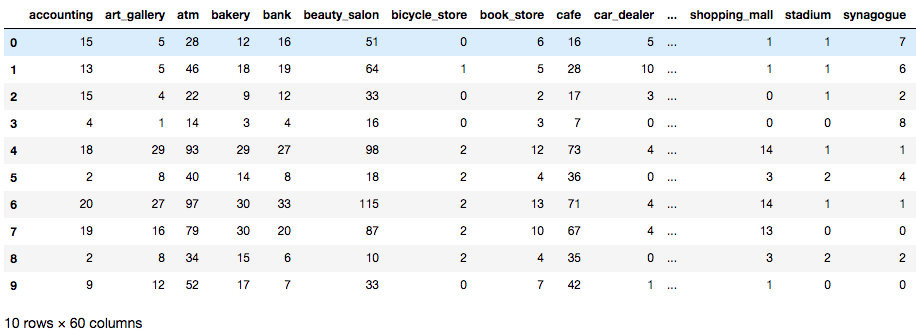 accounting art_gallery atm bakery bank beauty_salon bicycle_store book_store cafe car_dealer ... shopping_mall stadium synagogue
0 15 5 28 12 16 51 0 6 16 5 ... 1 1 7
1 13 5 46 18 19 64 1 5 28 10 ... 1 1 6
2 15 4 22 9 12 33 0 2 17 3 ... 0 1 2
3 4 1 14 3 4 16 0 3 7 0 ... 0 0 8
4 18 29 93 29 27 98 2 12 73 4 ... 14 1 1
5 2 8 40 14 8 18 2 4 36 0 ... 3 2 4
6 20 27 97 30 33 115 2 13 71 4 ... 14 1 1
7 19 16 79 30 20 87 2 10 67 4 ... 13 0 0
8 2 8 34 15 6 10 2 4 35 0 ... 3 2 2
9 9 12 52 17 7 33 0 7 42 1 ... 1 0 0
10 rows × 60 columns